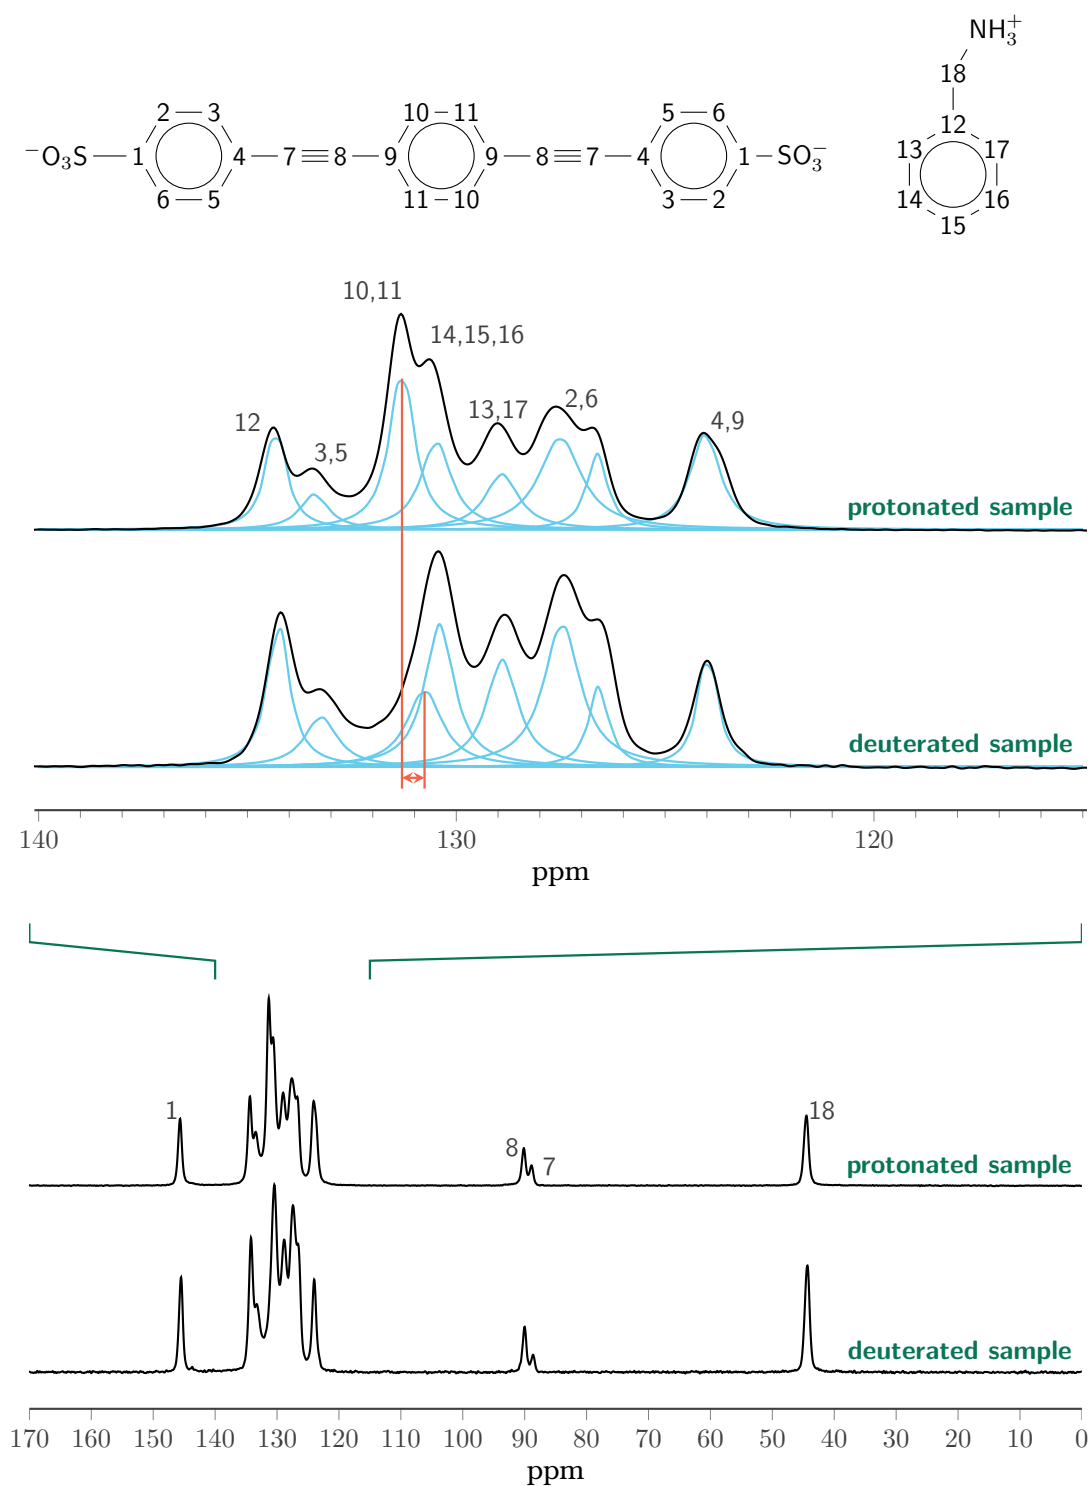 NH₃⁺
18
2 3 10 11 5 6 12
⁻O₃S 1 4 7 8 9 9 8 7 4 1 SO₃⁻ 13 17
6 5 11 10 3 2 14 16
15
10,11
14,15,16
12 3,5 13,17 2,6 4,9
protonated sample
deuterated sample
140 130 120
ppm
1 8 7 18
protonated sample
deuterated sample
170 160 150 140 130 120 110 100 90 80 70 60 50 40 30 20 10 0
ppm